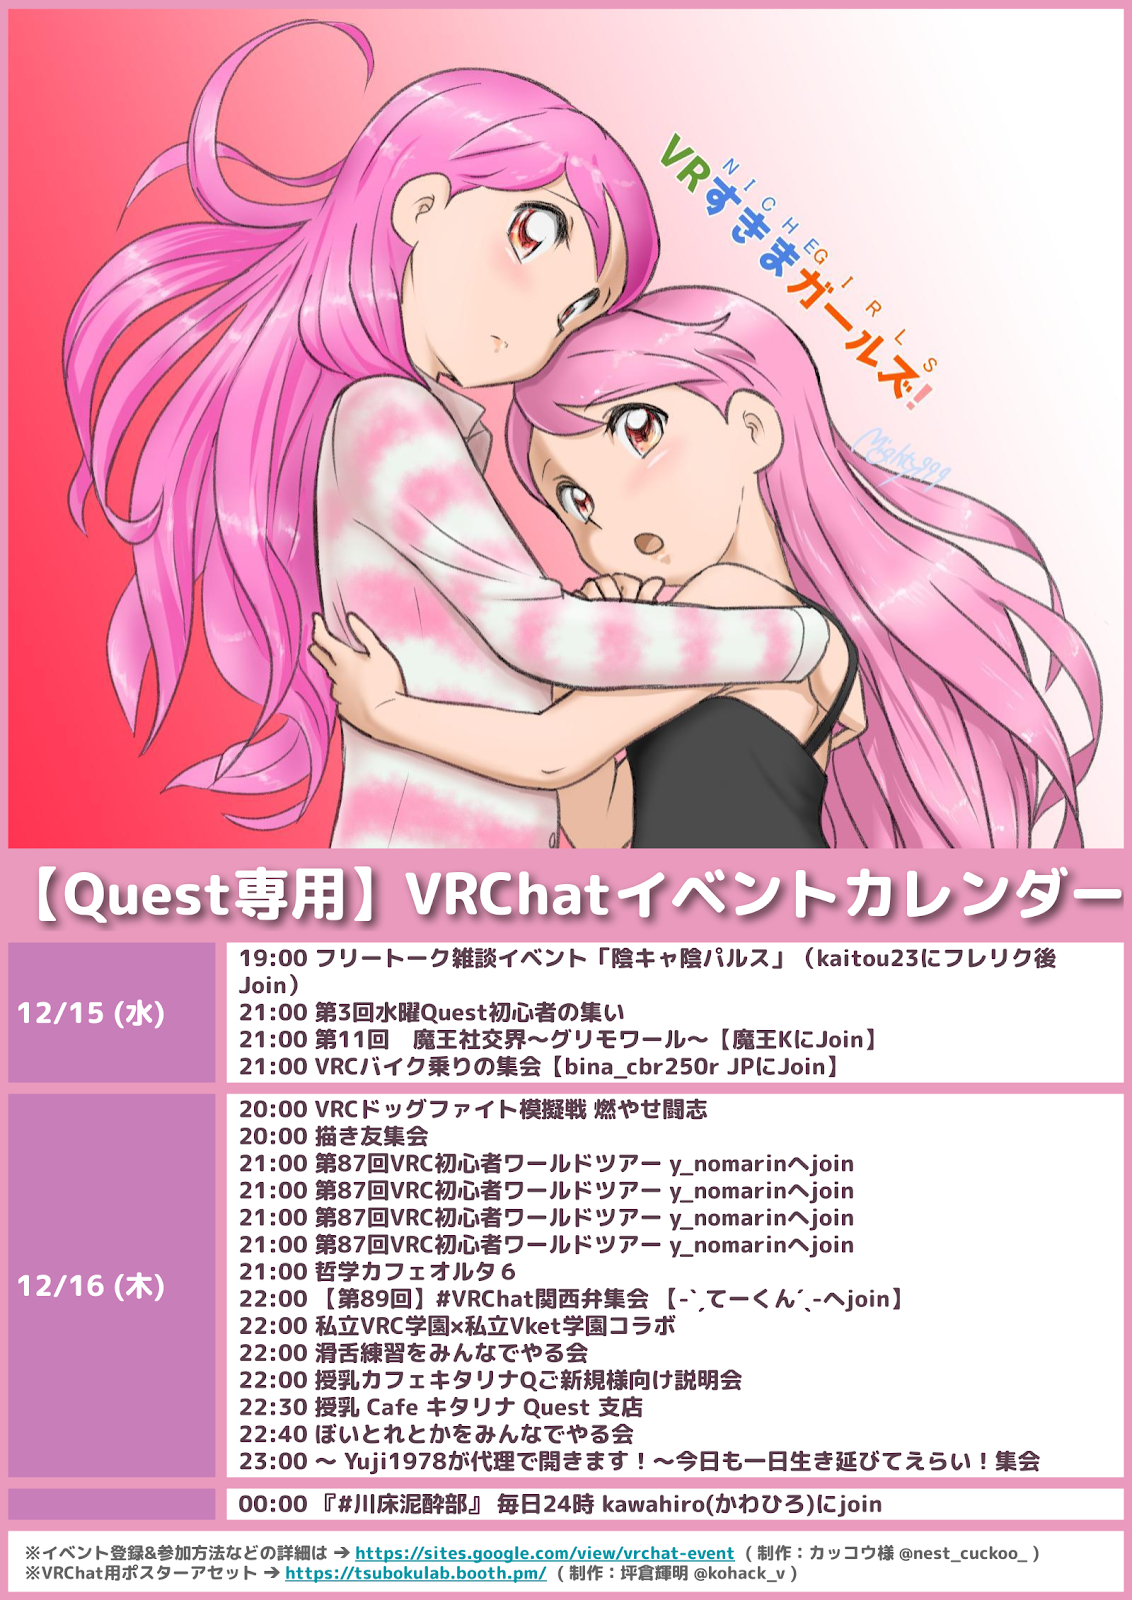 NICHE GIRLS
VRすきまガールズ!
Mighty999
【Quest専用】VRChatイベントカレンダー
12/15 (水)
19:00 フリートーク雑談イベント「陰キャ陰パルス」（kaitou23にフレリク後
Join）
21:00 第3回水曜Quest初心者の集い
21:00 第11回　魔王社交界～グリモワール～【魔王KにJoin】
21:00 VRCバイク乗りの集会【bina_cbr250r JPにJoin】
12/16 (木)
20:00 VRCドッグファイト模擬戦 燃やせ闘志
20:00 描き友集会
21:00 第87回VRC初心者ワールドツアー y_nomarinへjoin
21:00 第87回VRC初心者ワールドツアー y_nomarinへjoin
21:00 第87回VRC初心者ワールドツアー y_nomarinへjoin
21:00 第87回VRC初心者ワールドツアー y_nomarinへjoin
21:00 哲学カフェオルタ６
22:00 【第89回】#VRChat関西弁集会 【-`ˏてーくんˊˎ-へjoin】
22:00 私立VRC学園×私立Vket学園コラボ
22:00 滑舌練習をみんなでやる会
22:00 授乳カフェキタリナQご新規様向け説明会
22:30 授乳 Cafe キタリナ Quest 支店
22:40 ぼいとれとかをみんなでやる会
23:00 ～ Yuji1978が代理で開きます！～今日も一日生き延びてえらい！集会
00:00 『#川床泥酔部』 毎日24時 kawahiro(かわひろ)にjoin
※イベント登録&参加方法などの詳細は → https://sites.google.com/view/vrchat-event （制作：カッコウ様 @nest_cuckoo_ ）
※VRChat用ポスターアセット → https://tsubokulab.booth.pm/ （制作：坪倉輝明 @kohack_v ）